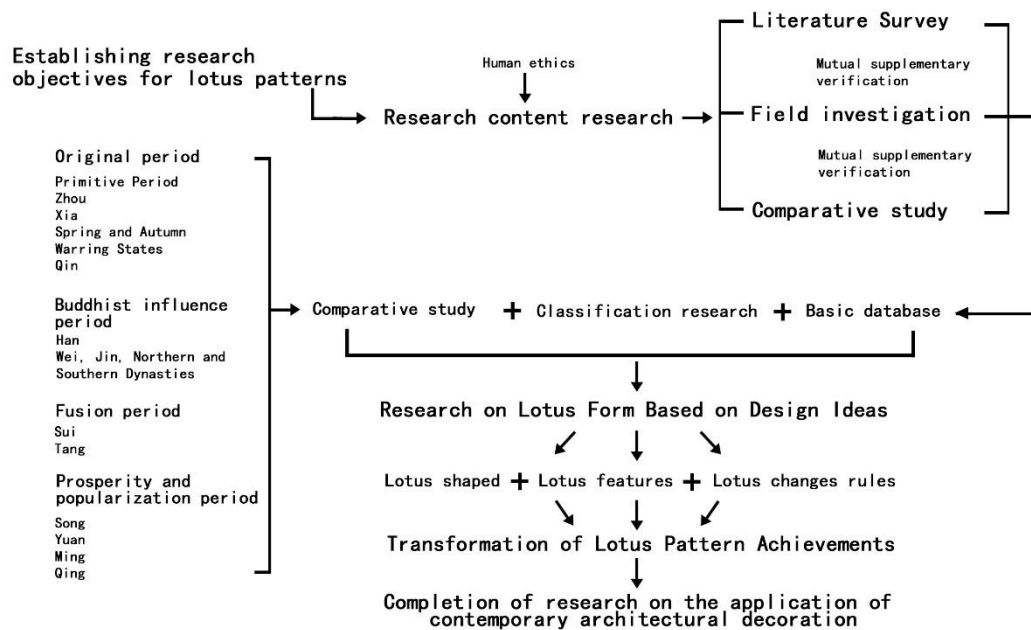 Establishing research
objectives for lotus patterns
Human ethics
Research content research
Literature Survey
Mutual supplementary
verification
Field investigation
Mutual supplementary
verification
Comparative study
Original period
Primitive Period
Zhou
Xia
Spring and Autumn
Warring States
Qin
Buddhist influence
period
Han
Wei, Jin, Northern and
Southern Dynasties
Fusion period
Sui
Tang
Prosperity and
popularization period
Song
Yuan
Ming
Qing
Comparative study + Classification research + Basic database
Research on Lotus Form Based on Design Ideas
Lotus shaped + Lotus features + Lotus changes rules
Transformation of Lotus Pattern Achievements
Completion of research on the application of
contemporary architectural decoration